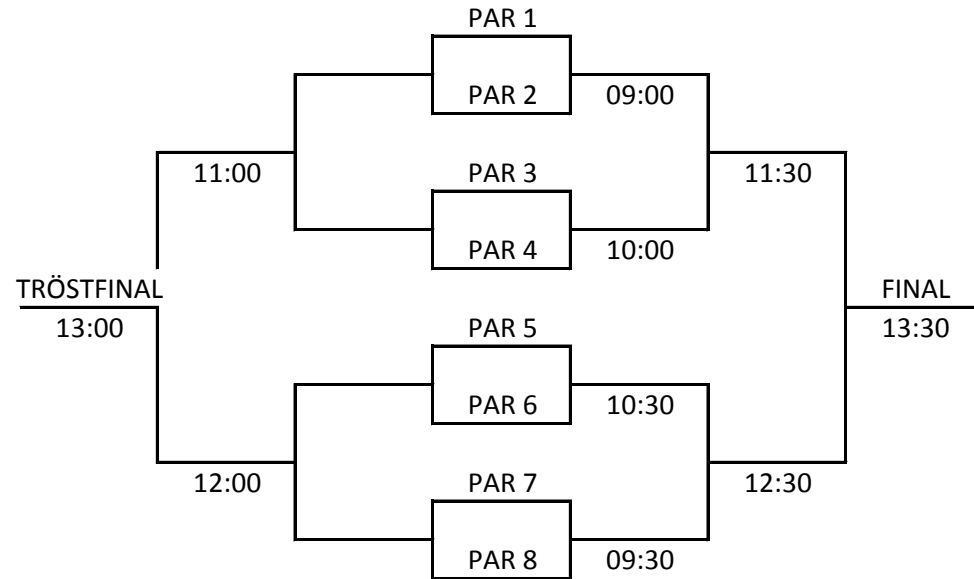 PAR 1
PAR 2 09:00
11:00 PAR 3 11:30
PAR 4 10:00
TRÖSTFINAL FINAL
13:00 PAR 5 13:30
PAR 6 10:30
12:00 PAR 7 12:30
PAR 8 09:30